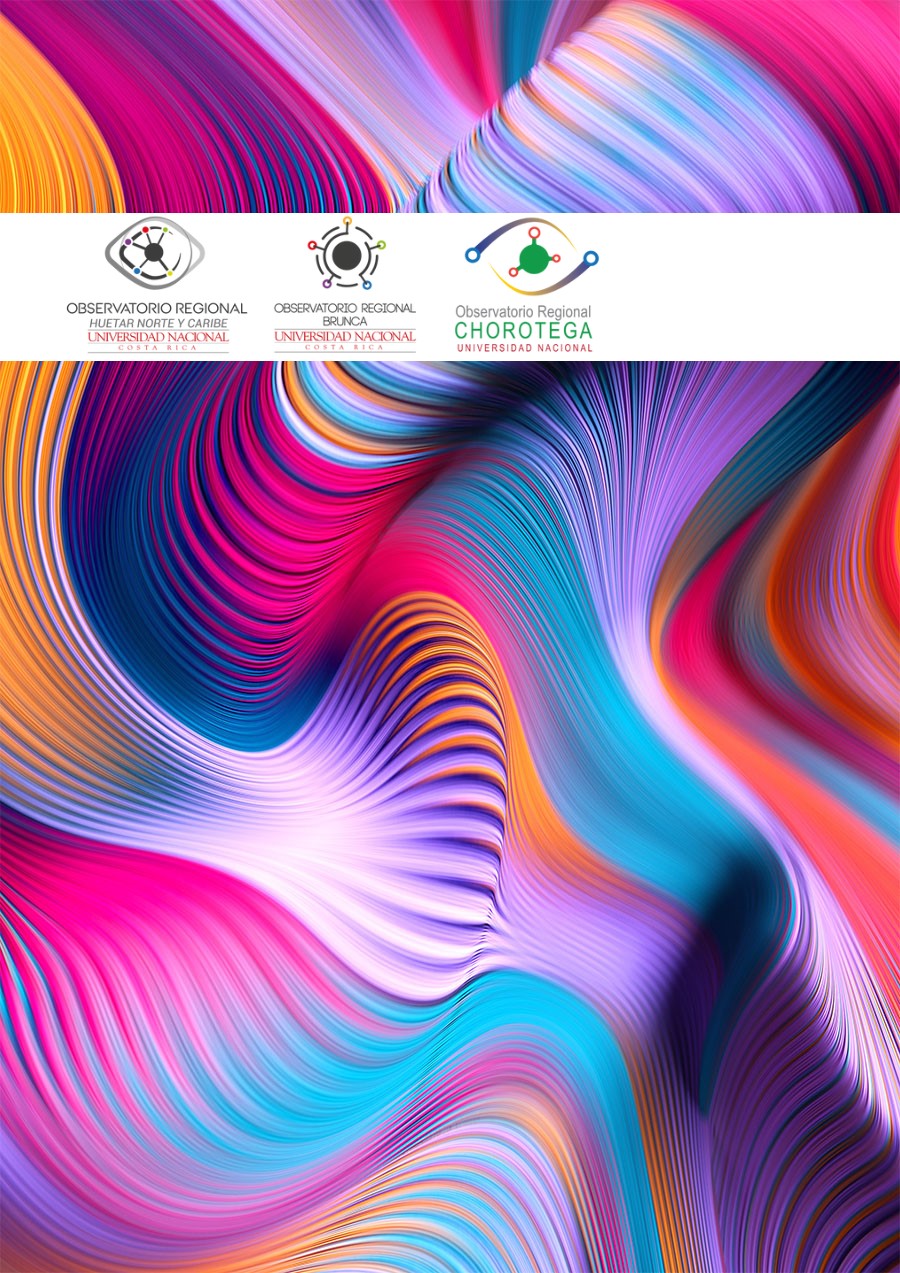 OBSERVATORIO REGIONAL
HUETAR NORTE Y CARIBE
UNIVERSIDAD NACIONAL
COSTA RICA
OBSERVATORIO REGIONAL
BRUNCA
UNIVERSIDAD NACIONAL
COSTA RICA
Observatorio Regional
CHOROTEGA
UNIVERSIDAD NACIONAL